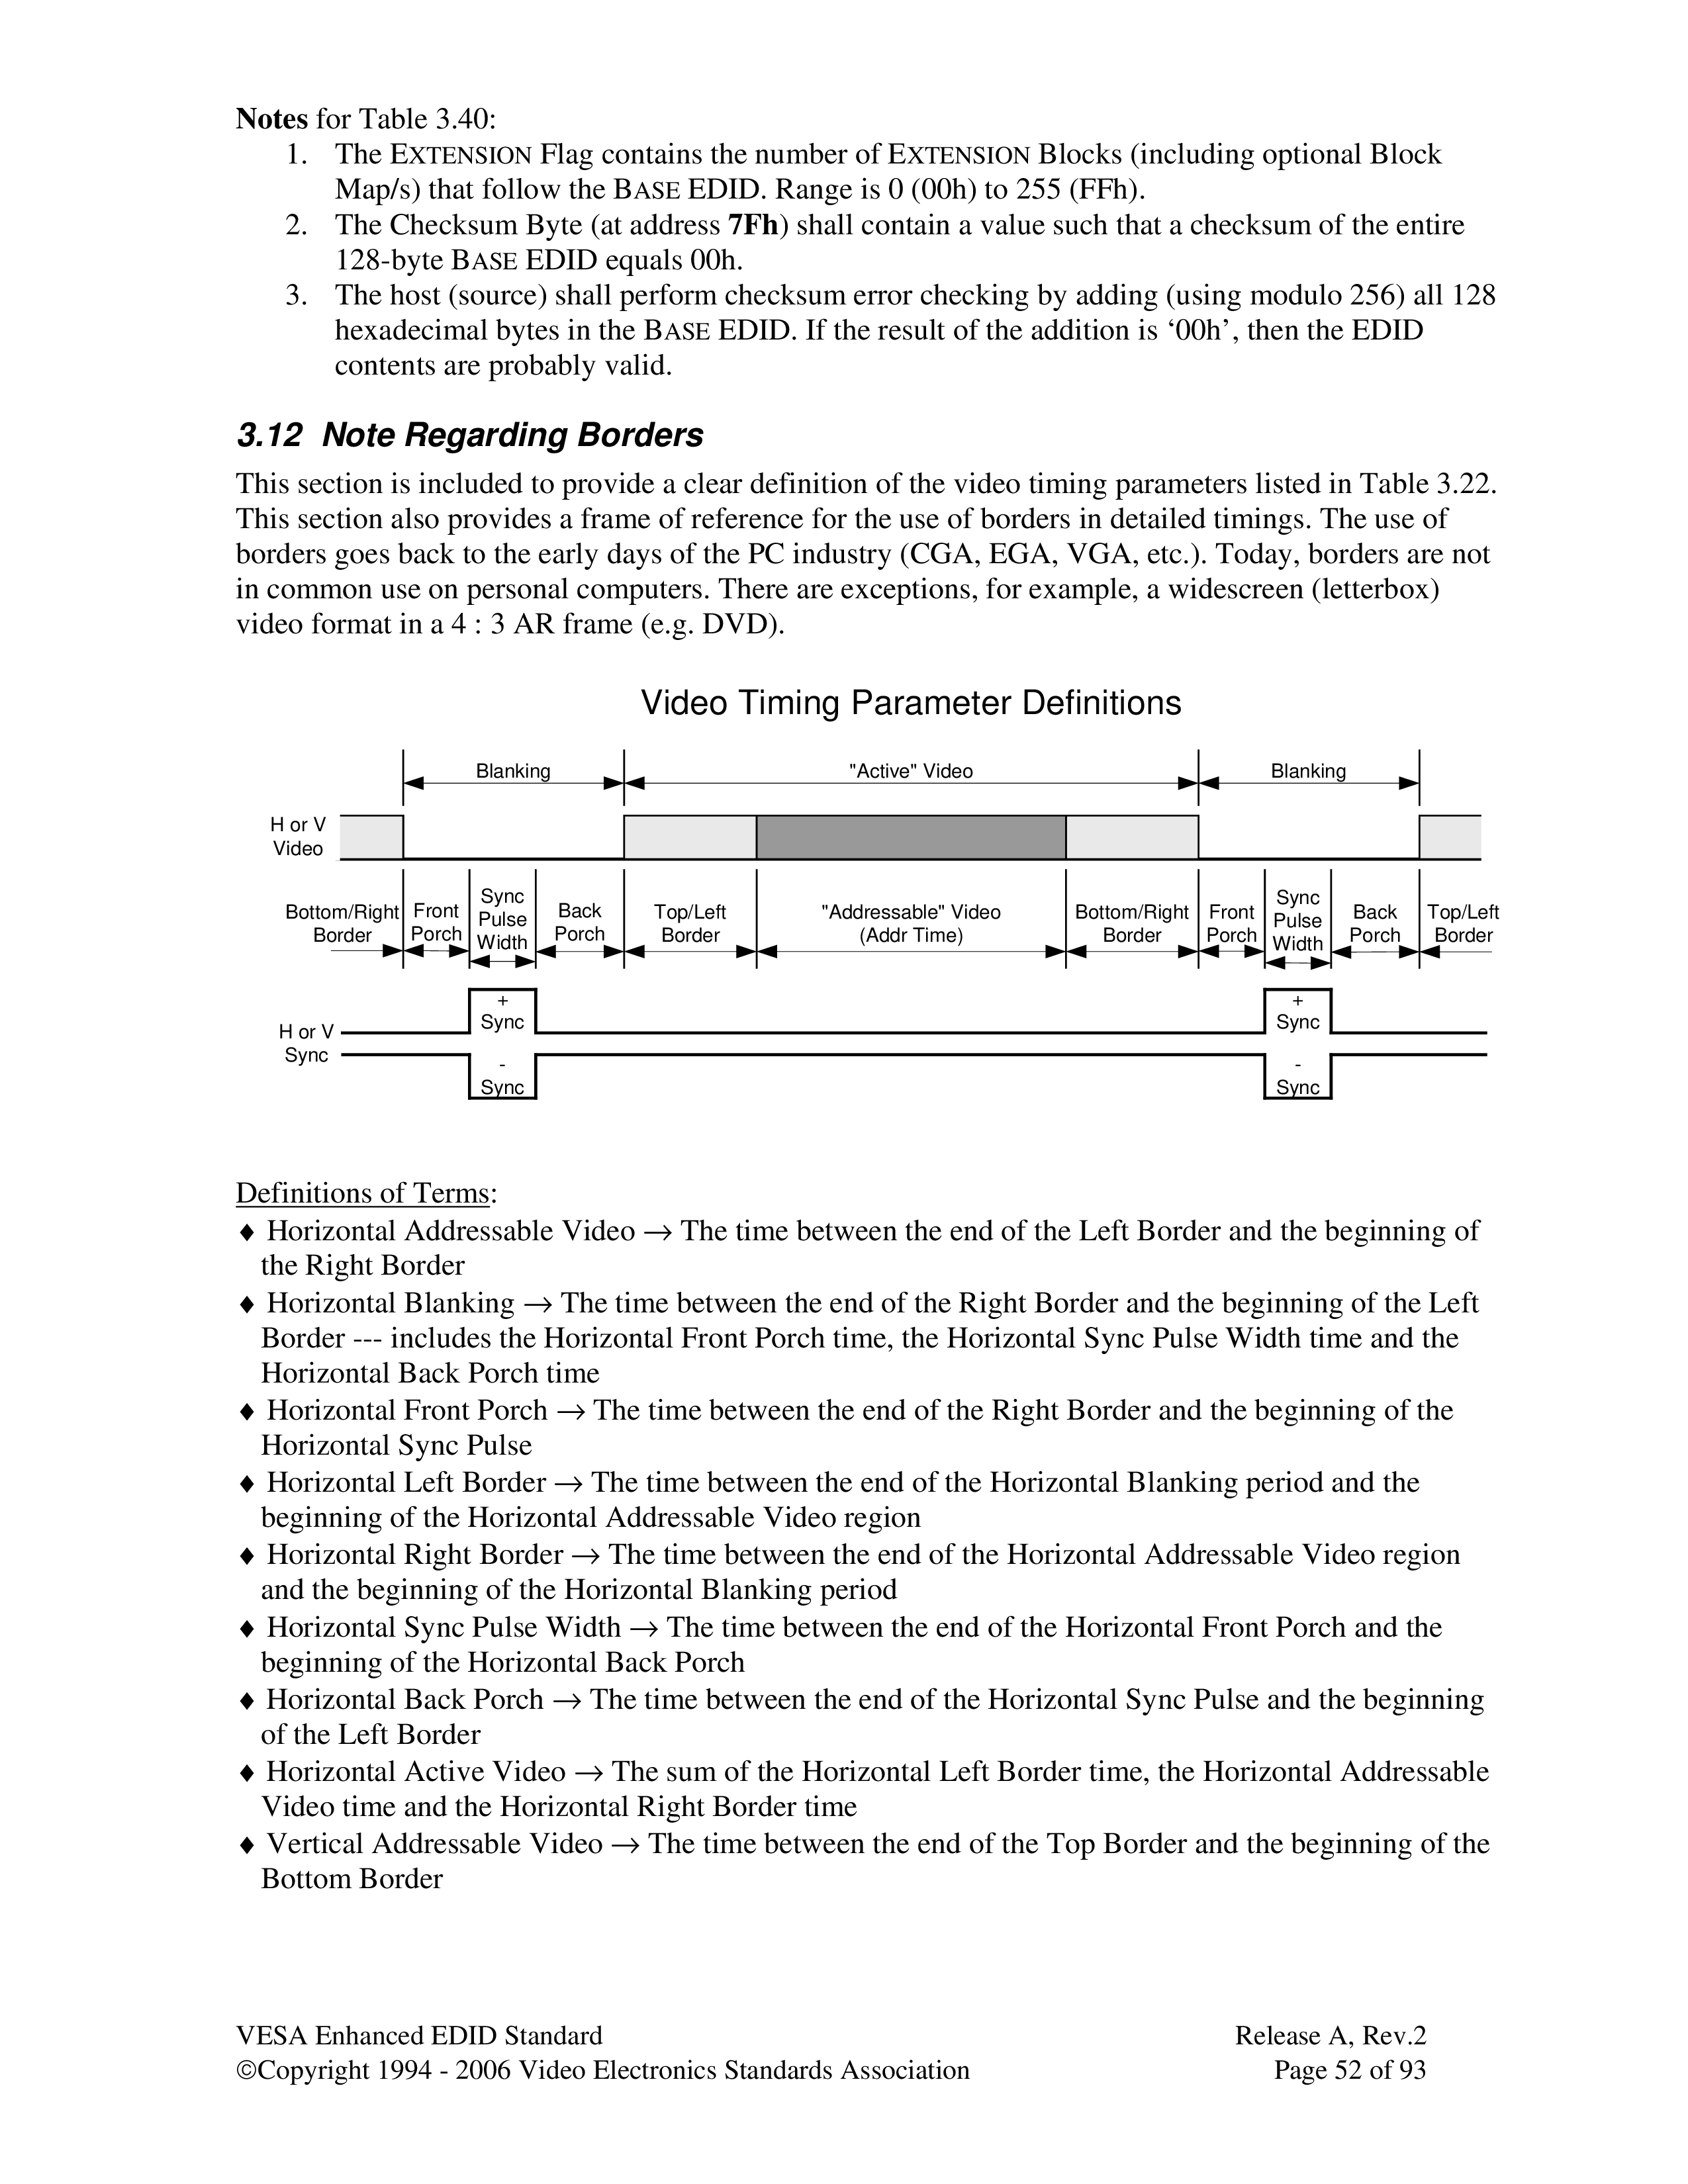 Notes for Table 3.40:
1. The EXTENSION Flag contains the number of EXTENSION Blocks (including optional Block
Map/s) that follow the BASE EDID. Range is 0 (00h) to 255 (FFh).
2. The Checksum Byte (at address 7Fh) shall contain a value such that a checksum of the entire
128-byte BASE EDID equals 00h.
3. The host (source) shall perform checksum error checking by adding (using modulo 256) all 128
hexadecimal bytes in the BASE EDID. If the result of the addition is ‘00h’, then the EDID
contents are probably valid.
3.12 Note Regarding Borders
This section is included to provide a clear definition of the video timing parameters listed in Table 3.22.
This section also provides a frame of reference for the use of borders in detailed timings. The use of
borders goes back to the early days of the PC industry (CGA, EGA, VGA, etc.). Today, borders are not
in common use on personal computers. There are exceptions, for example, a widescreen (letterbox)
video format in a 4 : 3 AR frame (e.g. DVD).
Video Timing Parameter Definitions
Blanking "Active" Video Blanking
H or V
Video
Bottom/Right
Border
Front
Porch
Sync
Pulse
Width
Back
Porch
Top/Left
Border
"Addressable" Video
(Addr Time)
Bottom/Right
Border
Front
Porch
Sync
Pulse
Width
Back
Porch
Top/Left
Border
H or V
Sync
+
Sync
-
Sync
+
Sync
-
Sync
Definitions of Terms:
♦ Horizontal Addressable Video → The time between the end of the Left Border and the beginning of
the Right Border
♦ Horizontal Blanking → The time between the end of the Right Border and the beginning of the Left
Border --- includes the Horizontal Front Porch time, the Horizontal Sync Pulse Width time and the
Horizontal Back Porch time
♦ Horizontal Front Porch → The time between the end of the Right Border and the beginning of the
Horizontal Sync Pulse
♦ Horizontal Left Border → The time between the end of the Horizontal Blanking period and the
beginning of the Horizontal Addressable Video region
♦ Horizontal Right Border → The time between the end of the Horizontal Addressable Video region
and the beginning of the Horizontal Blanking period
♦ Horizontal Sync Pulse Width → The time between the end of the Horizontal Front Porch and the
beginning of the Horizontal Back Porch
♦ Horizontal Back Porch → The time between the end of the Horizontal Sync Pulse and the beginning
of the Left Border
♦ Horizontal Active Video → The sum of the Horizontal Left Border time, the Horizontal Addressable
Video time and the Horizontal Right Border time
♦ Vertical Addressable Video → The time between the end of the Top Border and the beginning of the
Bottom Border
VESA Enhanced EDID Standard Release A, Rev.2
©Copyright 1994 - 2006 Video Electronics Standards Association Page 52 of 93